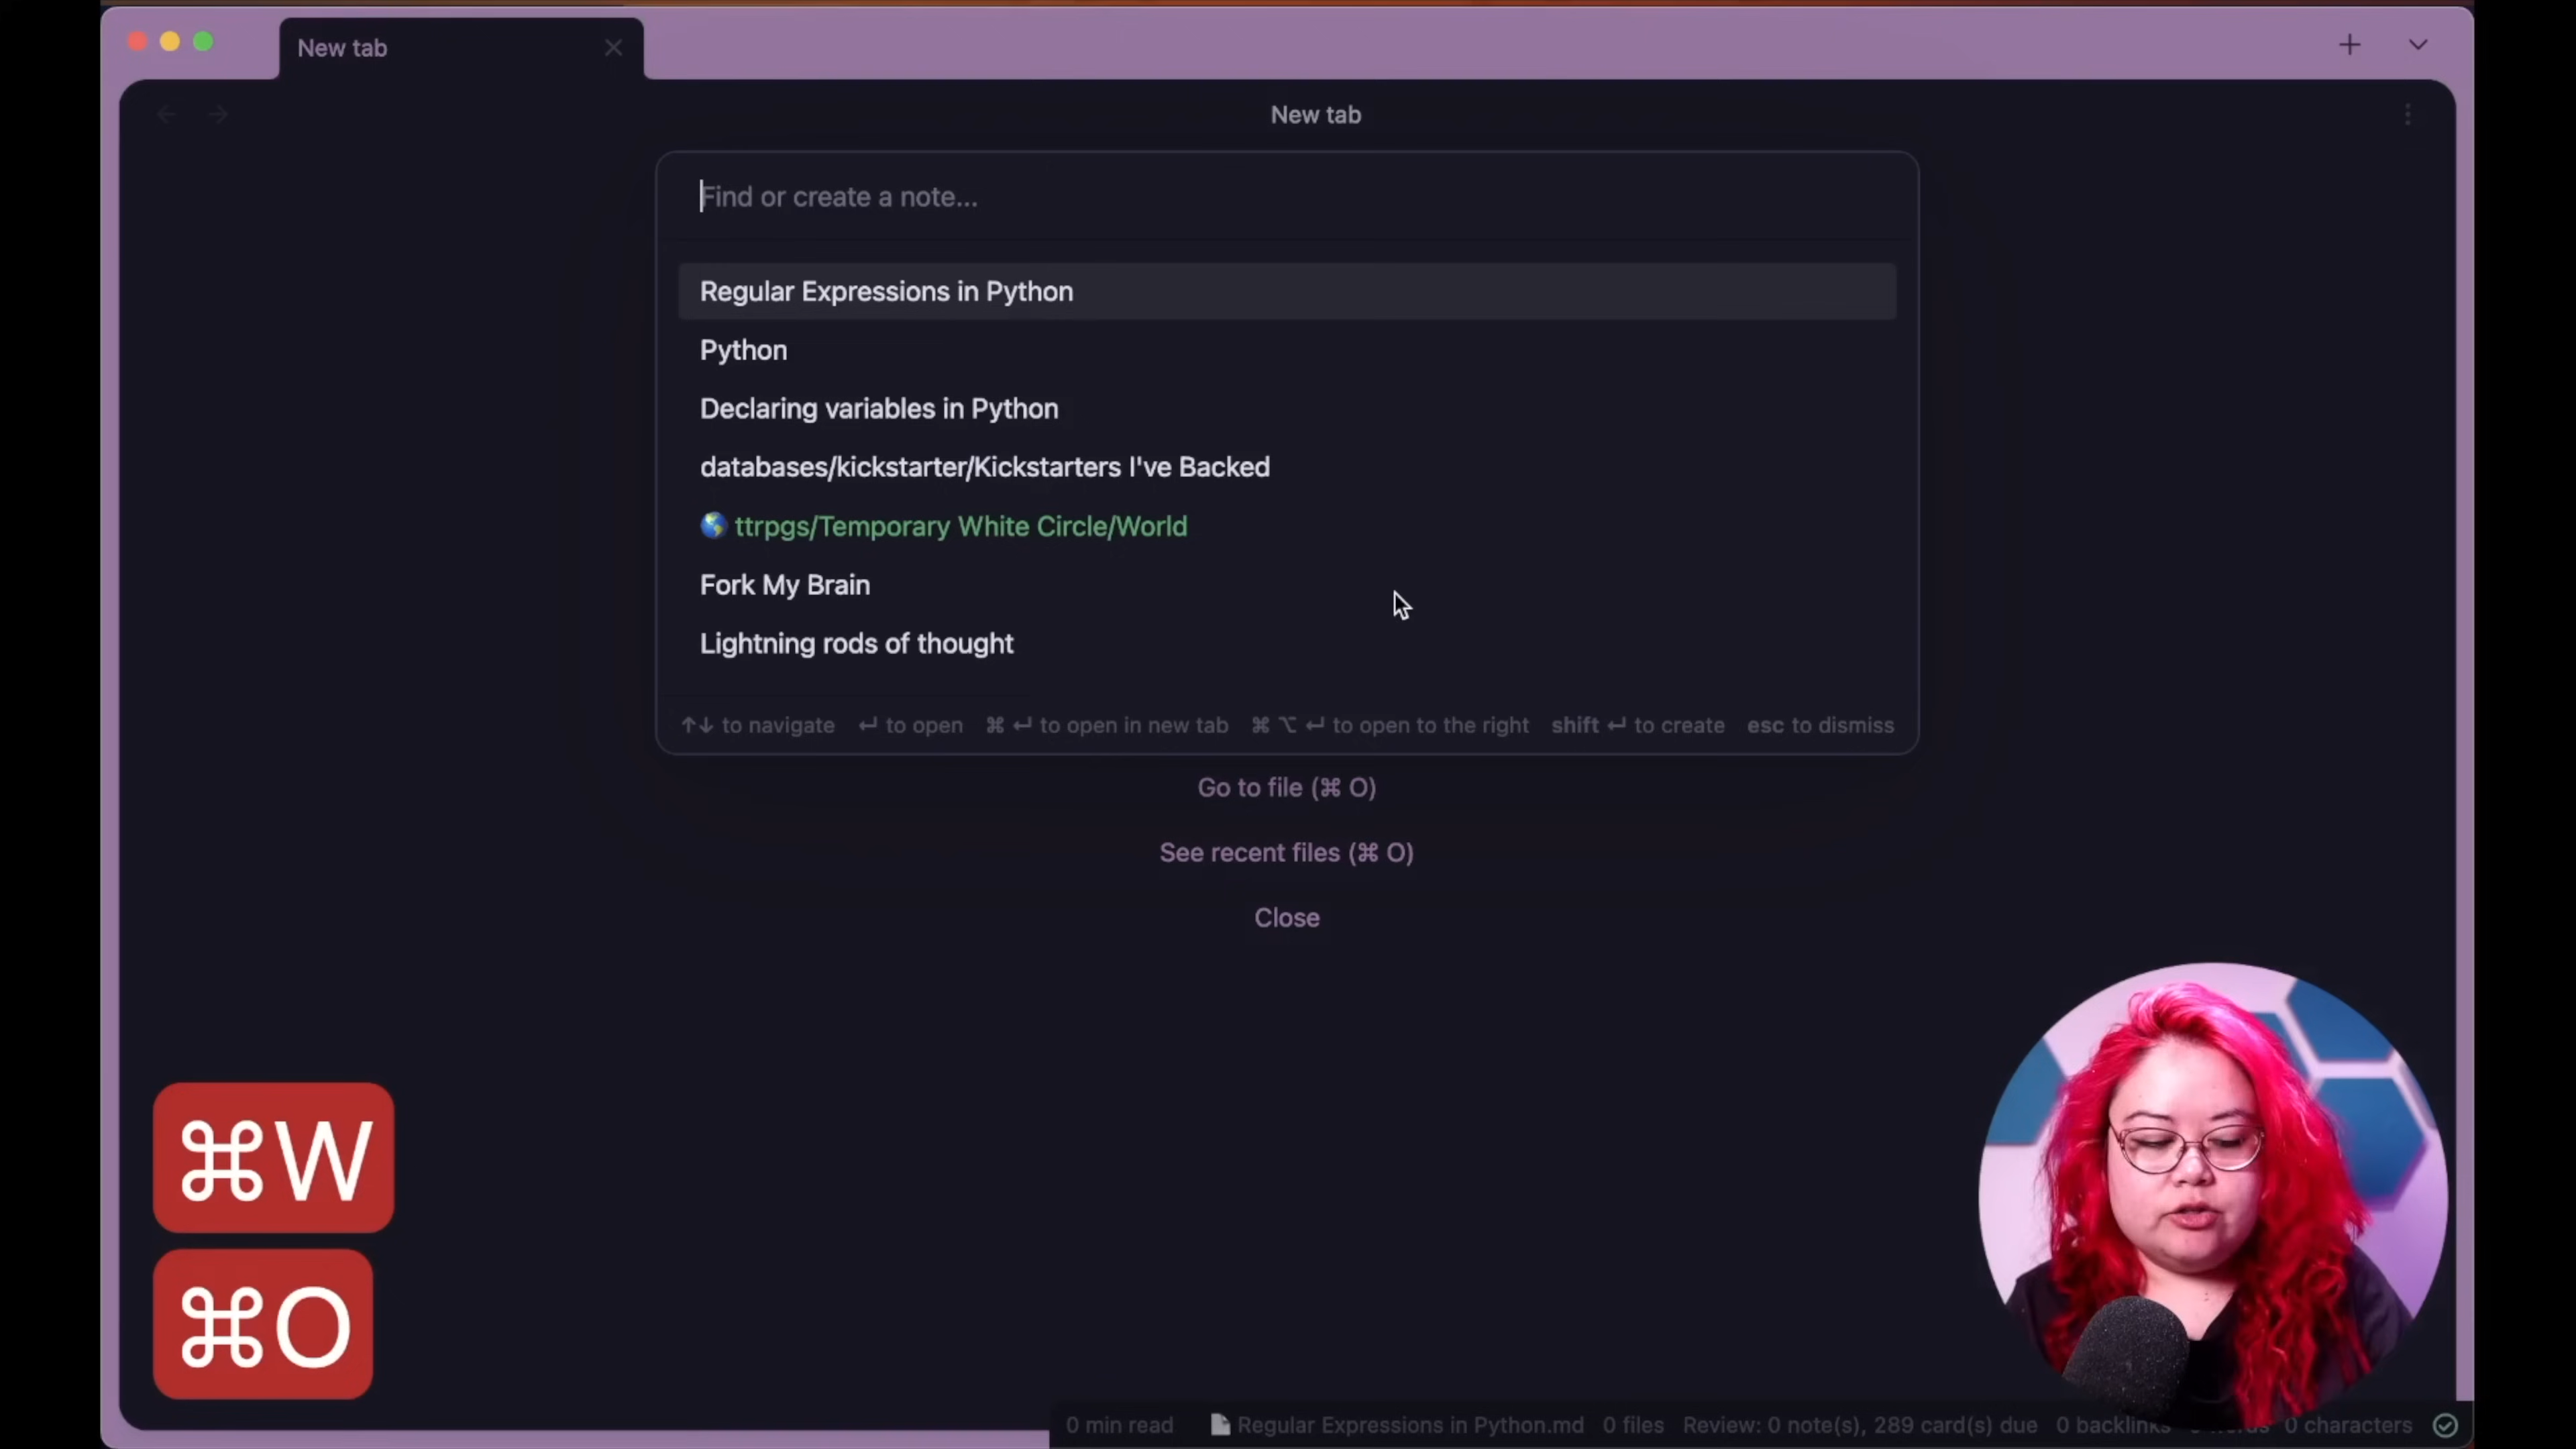 New tab
New tab
Find or create a note...
Regular Expressions in Python
Python
Declaring variables in Python
databases/kickstarter/Kickstarters I've Backed
🌎 ttrpgs/Temporary White Circle/World
Fork My Brain
Lightning rods of thought
↑↓ to navigate ↵ to open ⌘ ↵ to open in new tab ⌘ ⌥ ↵ to open to the right shift ↵ to create esc to dismiss
Go to file (⌘ O)
See recent files (⌘ O)
Close
⌘W
⌘O
0 min read Regular Expressions in Python.md 0 files Review: 0 note(s), 289 card(s) due 0 backlinks 0 characters